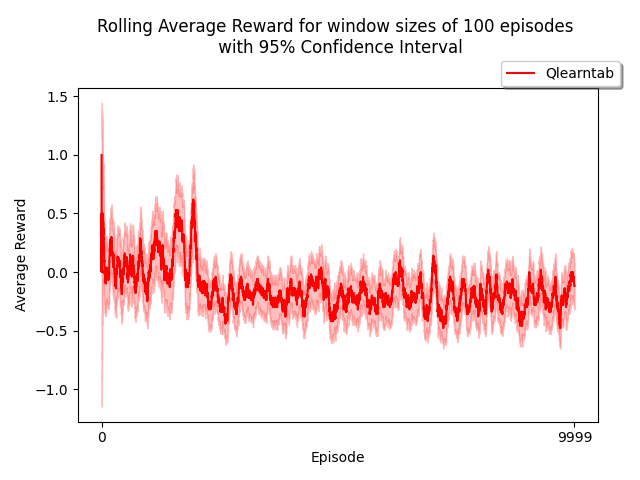 Rolling Average Reward for window sizes of 100 episodes
with 95% Confidence Interval
Qlearntab
1.5
1.0
0.5
0.0
−0.5
−1.0
Average Reward
0
9999
Episode